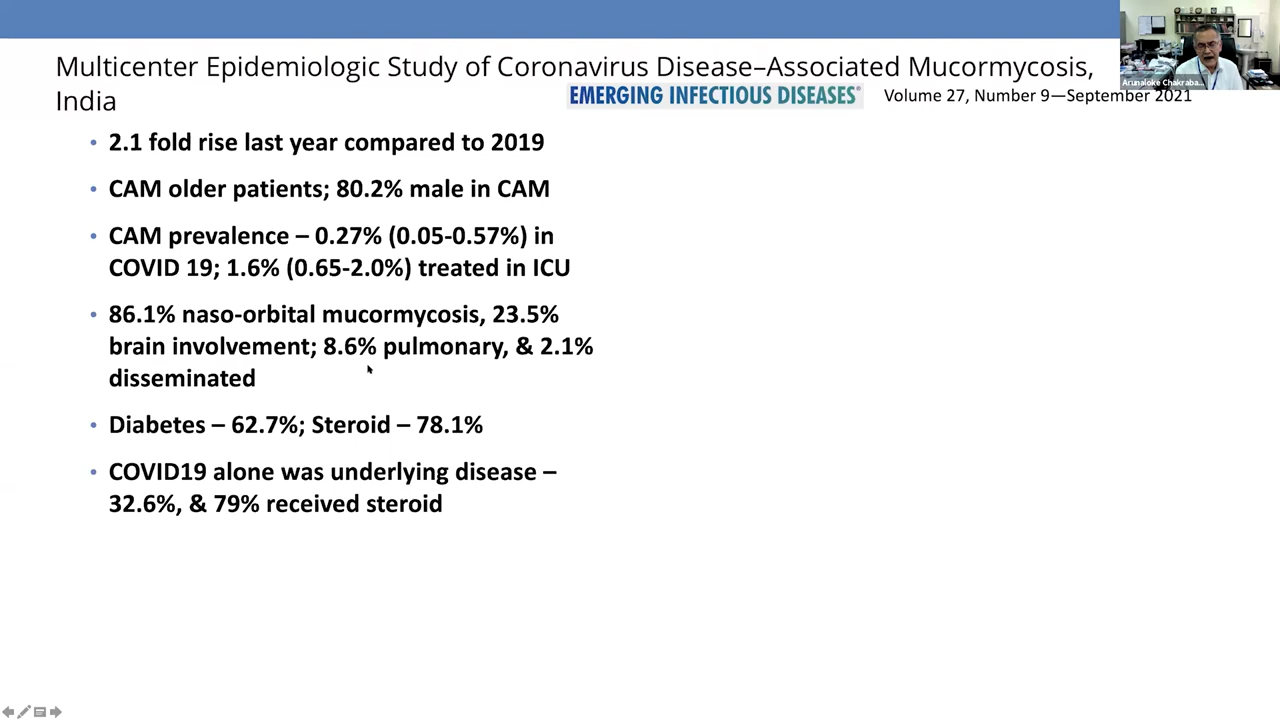 Multicenter Epidemiologic Study of Coronavirus Disease–Associated Mucormycosis,
India
EMERGING INFECTIOUS DISEASES®
Volume 27, Number 9—September 2021
Arunaloke Chakraba...
• 2.1 fold rise last year compared to 2019
• CAM older patients; 80.2% male in CAM
• CAM prevalence – 0.27% (0.05-0.57%) in
COVID 19; 1.6% (0.65-2.0%) treated in ICU
• 86.1% naso-orbital mucormycosis, 23.5%
brain involvement; 8.6% pulmonary, & 2.1%
disseminated
• Diabetes – 62.7%; Steroid – 78.1%
• COVID19 alone was underlying disease –
32.6%, & 79% received steroid